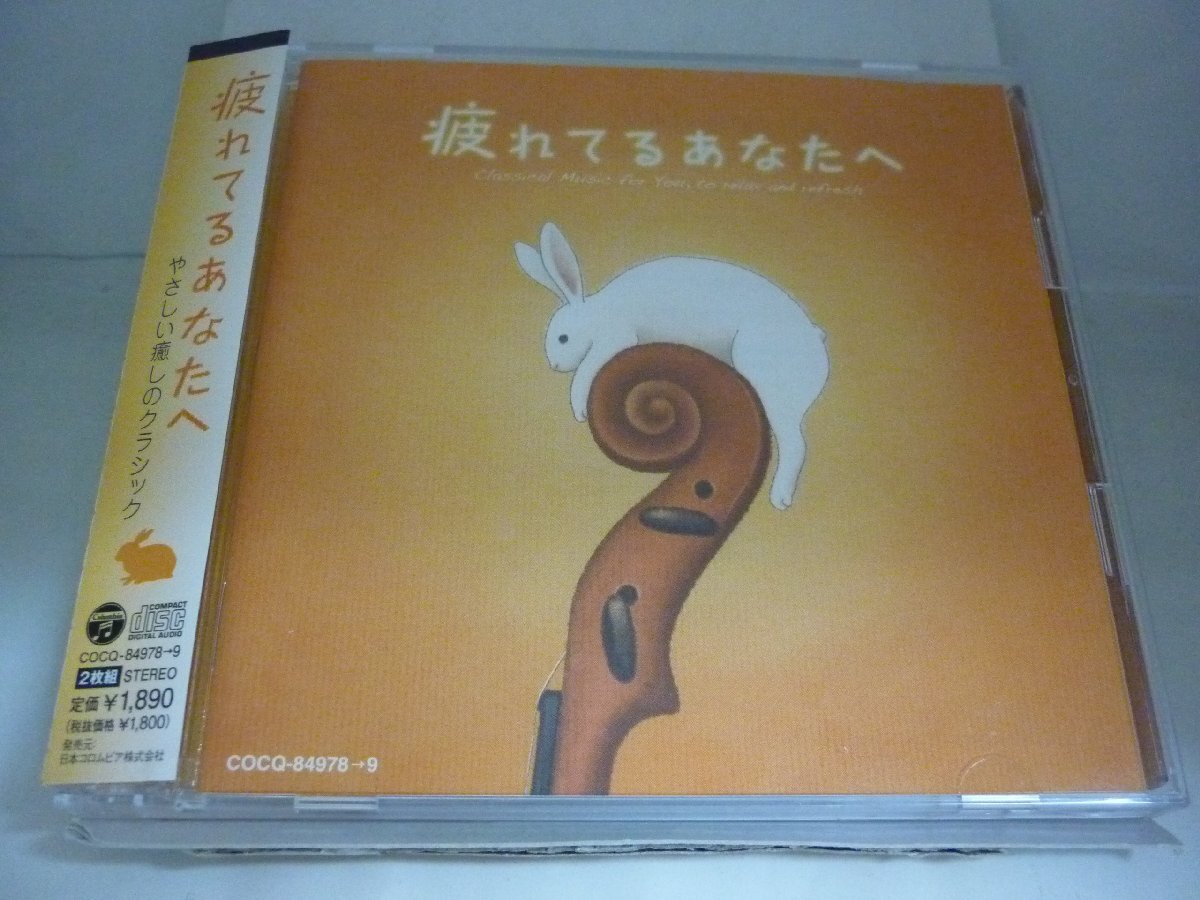 疲れてるあなたへ
やさしい癒しのクラシック
Columbia
COMPACT
disc
DIGITAL AUDIO
COCQ-84978→9
2枚組 STEREO
定価 ¥1,890
(税抜価格 ¥1,800)
発売元/
日本コロムビア株式会社
疲れてるあなたへ
Classical Music for You, to relax and refresh
COCQ-84978→9